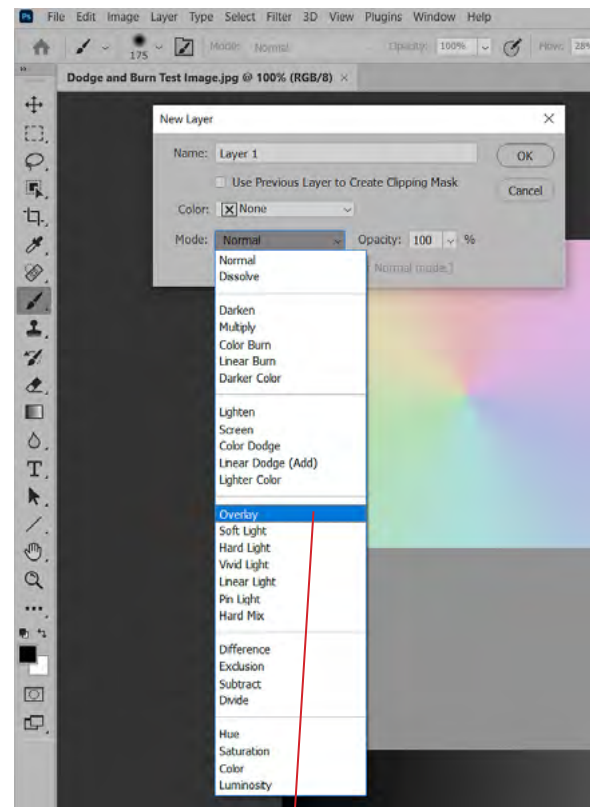 Ps File Edit Image Layer Type Select Filter 3D View Plugins Window Help
175 Mode: Normal Opacity: 100% Flow: 28%
Dodge and Burn Test Image.jpg @ 100% (RGB/8) ×
New Layer
Name: Layer 1 OK
Use Previous Layer to Create Clipping Mask
Cancel
Color: None
Mode: Normal Opacity: 100 %
Normal mode.)
Normal
Dissolve
Darken
Multiply
Color Burn
Linear Burn
Darker Color
Lighten
Screen
Color Dodge
Linear Dodge (Add)
Lighter Color
Overlay
Soft Light
Hard Light
Vivid Light
Linear Light
Pin Light
Hard Mix
Difference
Exclusion
Subtract
Divide
Hue
Saturation
Color
Luminosity